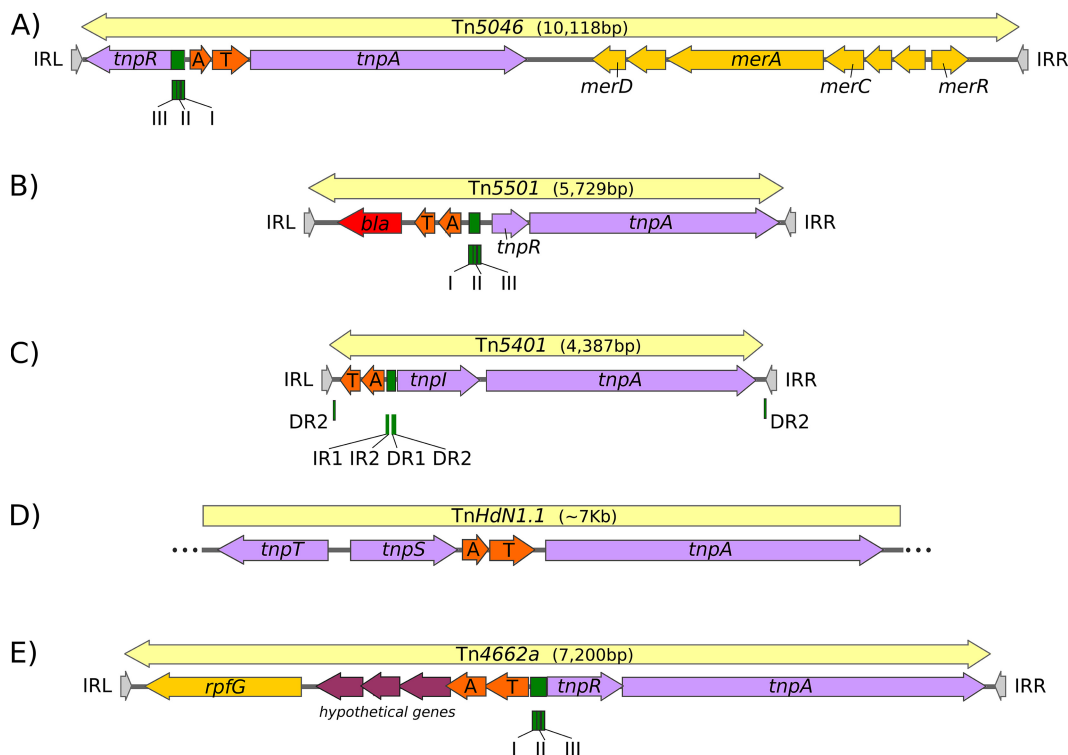 A)
Tn5046 (10,118bp)
IRL tnpR A T tnpA merA IRR
merD merC merR
III II I
B)
Tn5501 (5,729bp)
IRL bla T A tnpA IRR
tnpR
I II III
C)
Tn5401 (4,387bp)
IRL T A tnpI tnpA IRR
DR2 DR2
IR1 IR2 DR1 DR2
D)
TnHdN1.1 (~7Kb)
••• tnpT tnpS A T tnpA •••
E)
Tn4662a (7,200bp)
IRL rpfG A T tnpR tnpA IRR
hypothetical genes
I II III